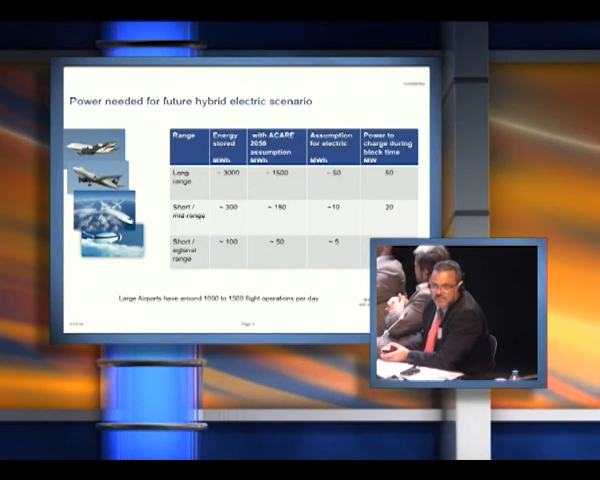 Power needed for future hybrid electric scenario
Range Energy stored MWh with ACARE 2050 assumption MWh Assumption for electric MWh Power to charge during block time MW
Long range ~ 3000 ~ 1500 ~ 50 50
Short / mid range ~ 300 ~ 150 ~10 20
Short / regional range ~ 100 ~ 50 ~ 5
Large Airports have around 1000 to 1500 flight operations per day